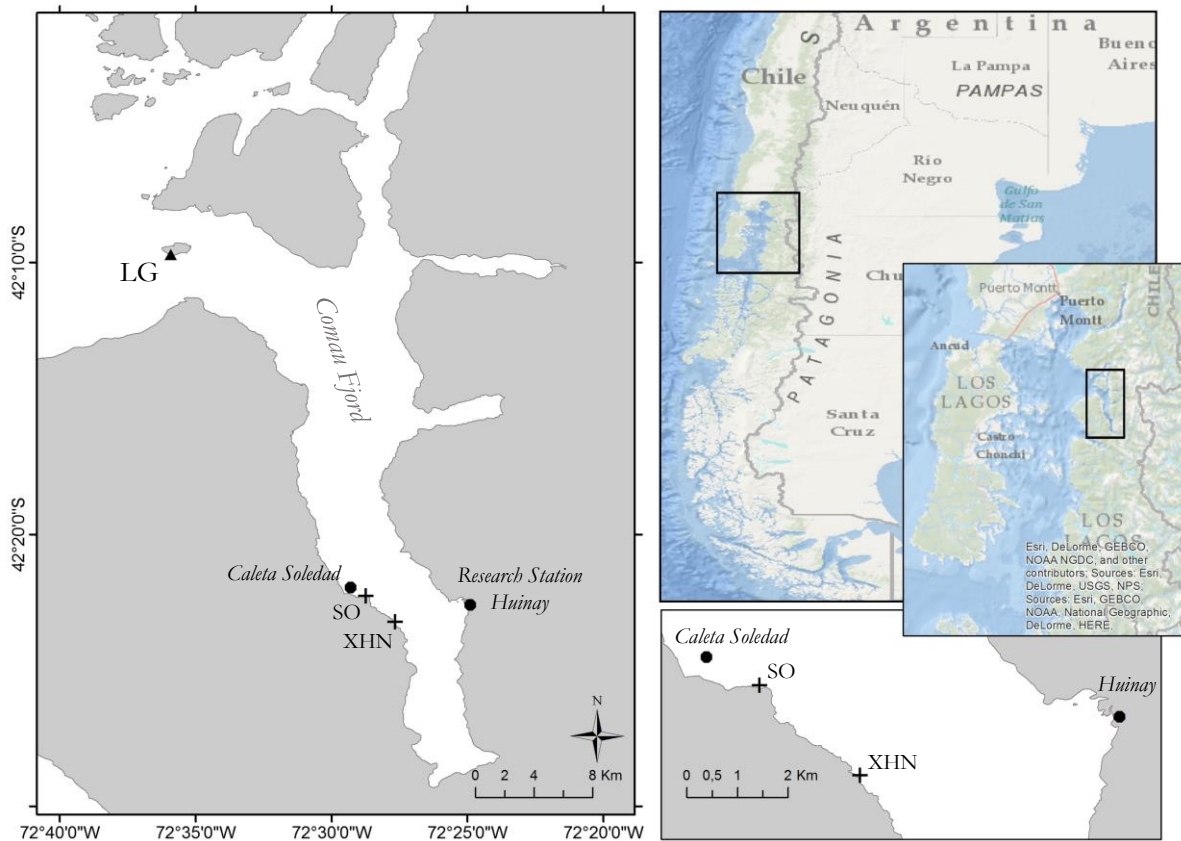 42°10'0"S
42°20'0"S
LG
Comau Fjord
Caleta Soledad
SO
XHN
Research Station
Huinay
N
0 2 4 8 Km
72°40'0"W 72°35'0"W 72°30'0"W 72°25'0"W 72°20'0"W
Argentina
Chile
S
Bueno
Aires
La Pampa
PAMPAS
Neuquén
Río
Negro
Gulfo
de San
Matías
PATAGONIA
Chu
Santa
Cruz
Puerto Montt
Puerto
Montt
CHILE
Ancud
LOS
LAGOS
Castro
Chonchi
LOS
LAGOS
Esri, DeLorme, GEBCO,
NOAA NGDC, and other
contributors; Sources: Esri,
DeLorme, USGS, NPS;
Sources: Esri, GEBCO,
NOAA, National Geographic,
DeLorme, HERE,
Caleta Soledad
SO
XHN
Huinay
0 0,5 1 2 Km